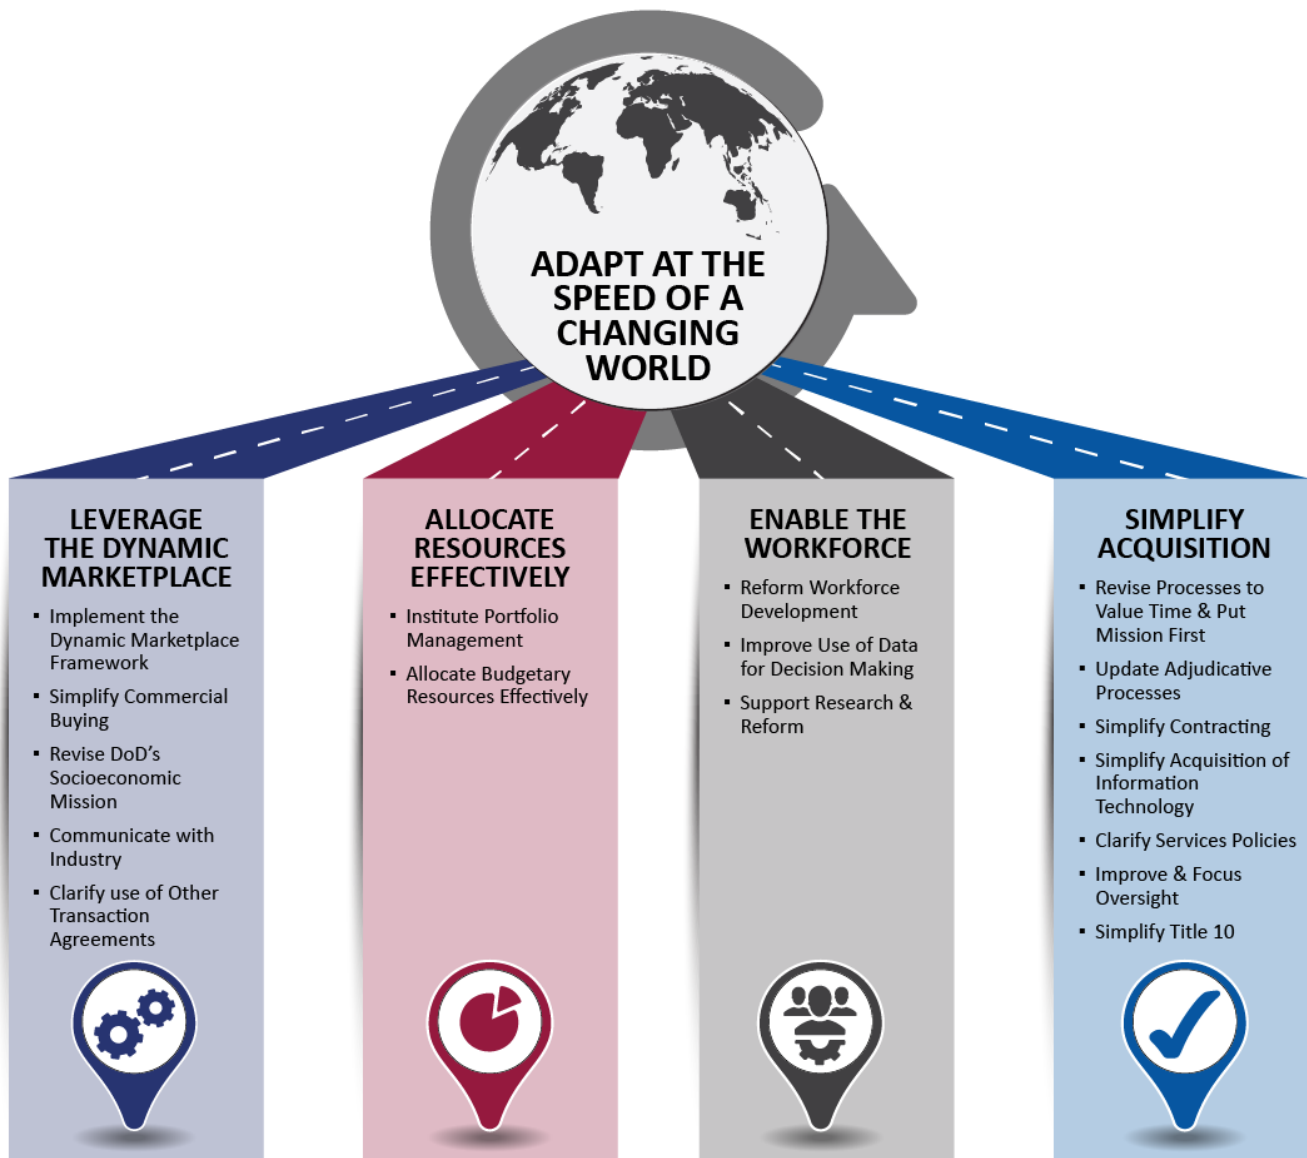 ADAPT AT THE
SPEED OF A
CHANGING
WORLD
LEVERAGE
THE DYNAMIC
MARKETPLACE
▪ Implement the
Dynamic Marketplace
Framework
▪ Simplify Commercial
Buying
▪ Revise DoD’s
Socioeconomic
Mission
▪ Communicate with
Industry
▪ Clarify use of Other
Transaction
Agreements
ALLOCATE
RESOURCES
EFFECTIVELY
▪ Institute Portfolio
Management
▪ Allocate Budgetary
Resources Effectively
ENABLE THE
WORKFORCE
▪ Reform Workforce
Development
▪ Improve Use of Data
for Decision Making
▪ Support Research &
Reform
SIMPLIFY
ACQUISITION
▪ Revise Processes to
Value Time & Put
Mission First
▪ Update Adjudicative
Processes
▪ Simplify Contracting
▪ Simplify Acquisition of
Information
Technology
▪ Clarify Services Policies
▪ Improve & Focus
Oversight
▪ Simplify Title 10